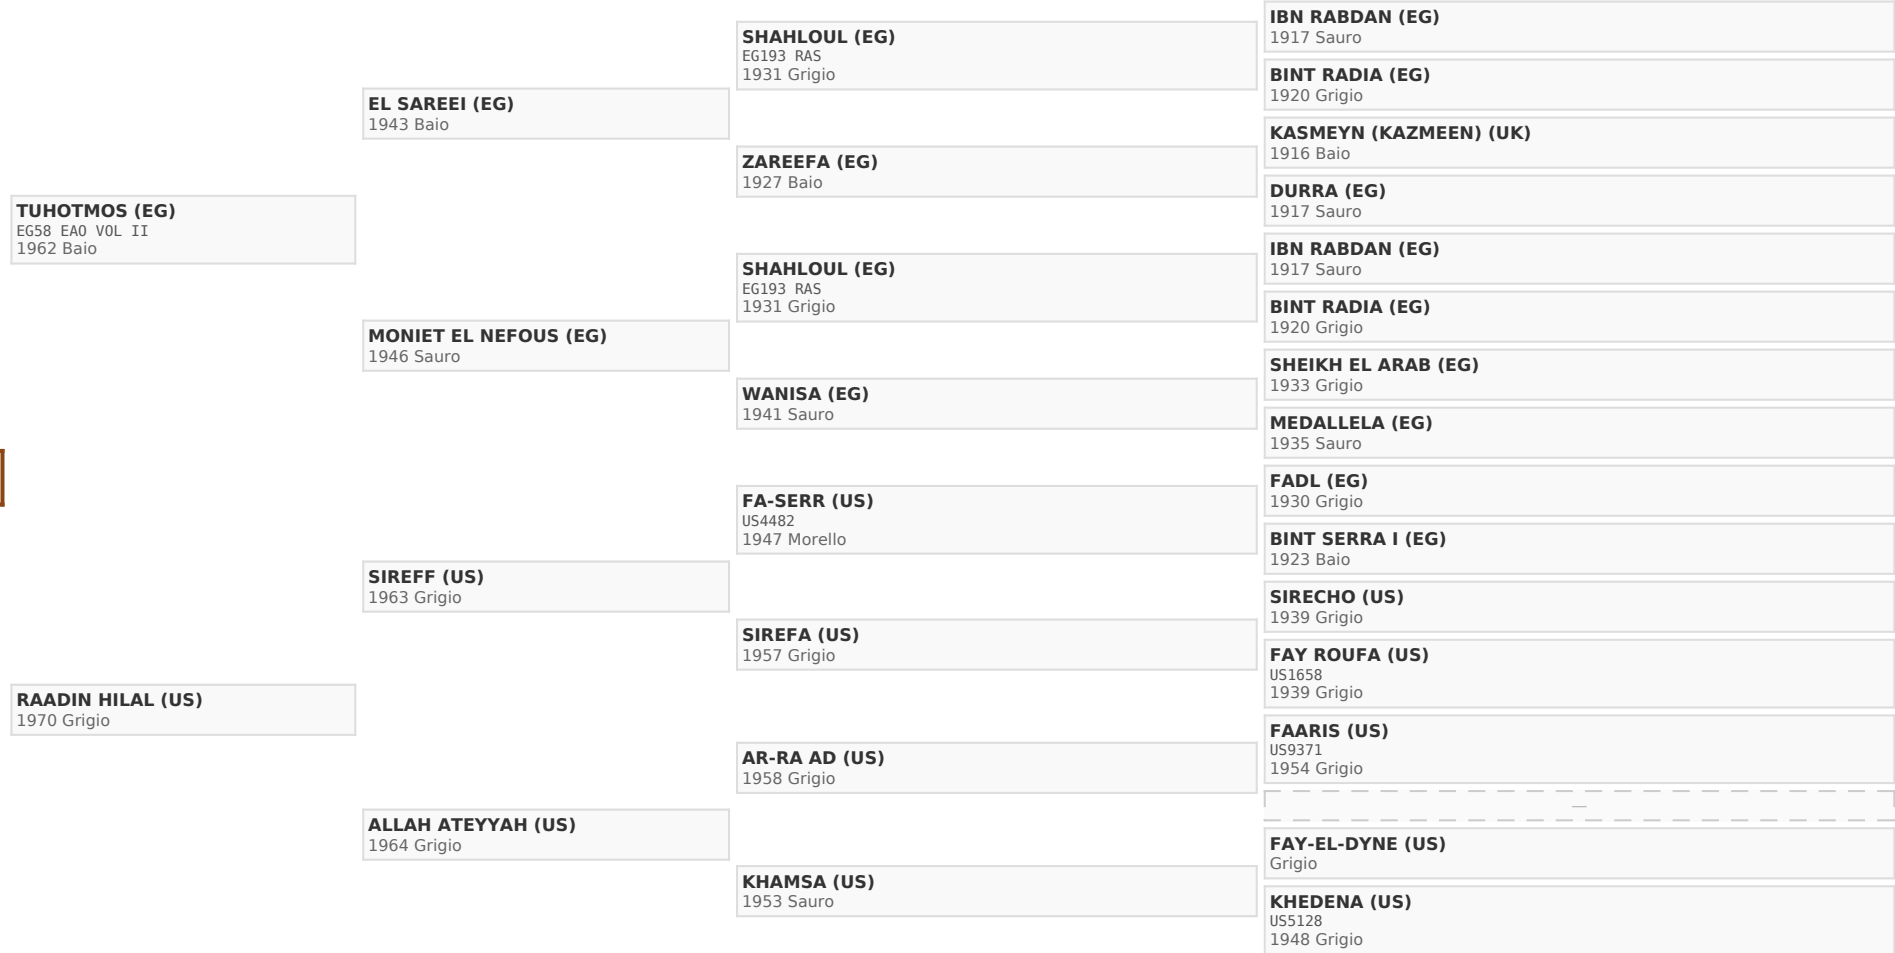 TUHOTMOS (EG)
EG58 EAO VOL II
1962 Baio
RAADIN HILAL (US)
1970 Grigio
EL SAREEI (EG)
1943 Baio
MONIET EL NEFOUS (EG)
1946 Sauro
SIREFF (US)
1963 Grigio
ALLAH ATEYYAH (US)
1964 Grigio
SHAHLOUL (EG)
EG193 RAS
1931 Grigio
ZAREEFA (EG)
1927 Baio
SHAHLOUL (EG)
EG193 RAS
1931 Grigio
WANISA (EG)
1941 Sauro
FA-SERR (US)
US4482
1947 Morello
SIREFA (US)
1957 Grigio
AR-RA AD (US)
1958 Grigio
KHAMSA (US)
1953 Sauro
IBN RABDAN (EG)
1917 Sauro
BINT RADIA (EG)
1920 Grigio
KASMEYN (KAZMEEN) (UK)
1916 Baio
DURRA (EG)
1917 Sauro
IBN RABDAN (EG)
1917 Sauro
BINT RADIA (EG)
1920 Grigio
SHEIKH EL ARAB (EG)
1933 Grigio
MEDALLELA (EG)
1935 Sauro
FADL (EG)
1930 Grigio
BINT SERRA I (EG)
1923 Baio
SIRECHO (US)
1939 Grigio
FAY ROUFA (US)
US1658
1939 Grigio
FAARIS (US)
US9371
1954 Grigio
—
FAY-EL-DYNE (US)
Grigio
KHEDENA (US)
US5128
1948 Grigio